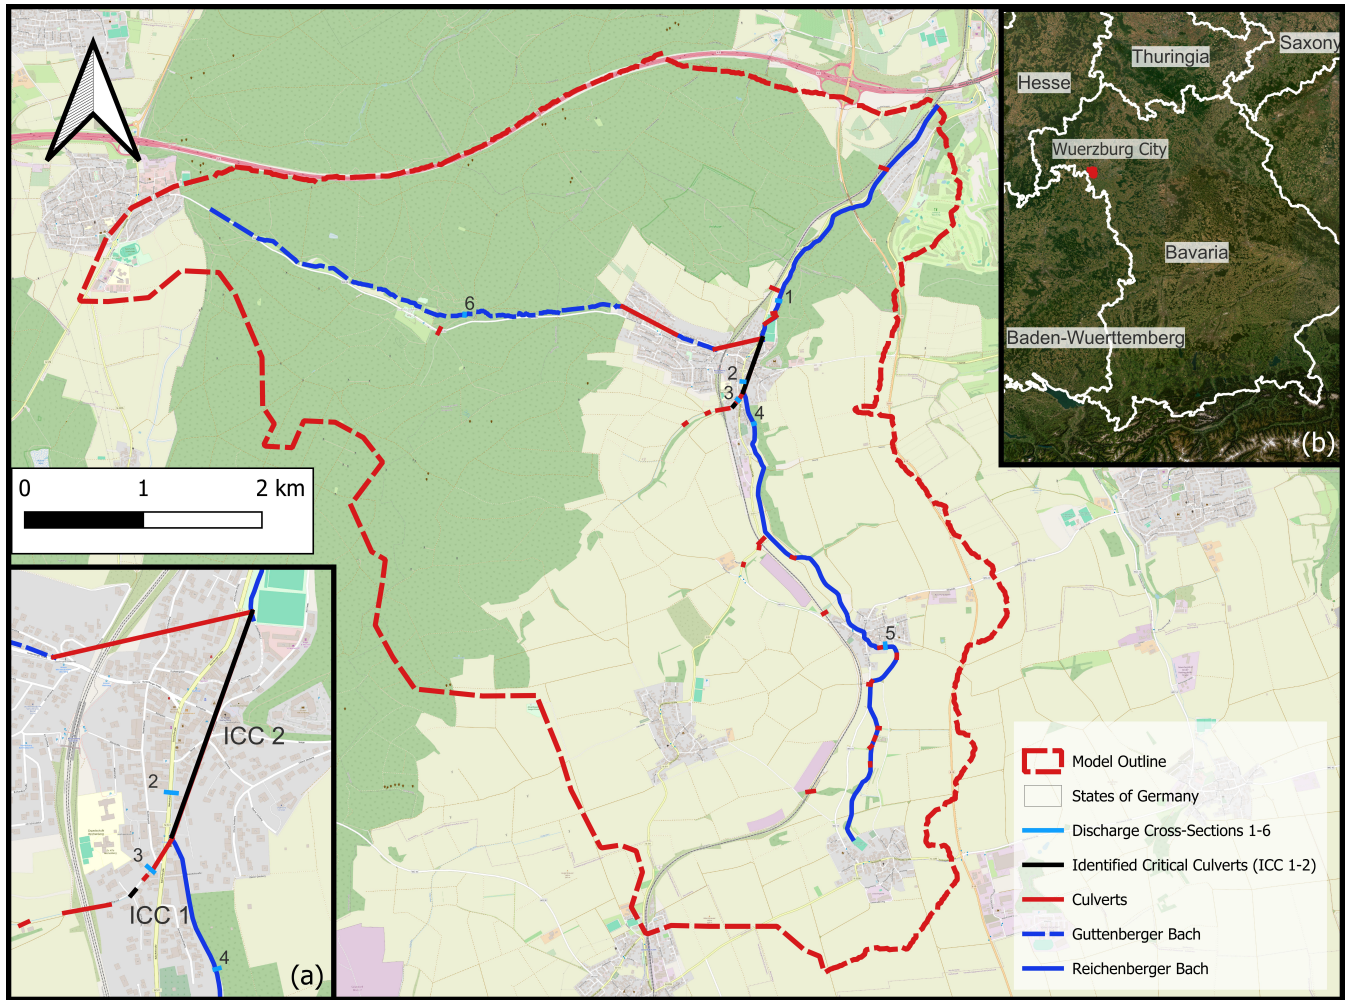 Hesse
Thuringia
Saxony
Wuerzburg City
Bavaria
Baden-Wuerttemberg
(b)
6
1
2
3
4
5
0 1 2 km
ICC 2
2
3
ICC 1
4
(a)
Model Outline
States of Germany
Discharge Cross-Sections 1-6
Identified Critical Culverts (ICC 1-2)
Culverts
Guttenberger Bach
Reichenberger Bach